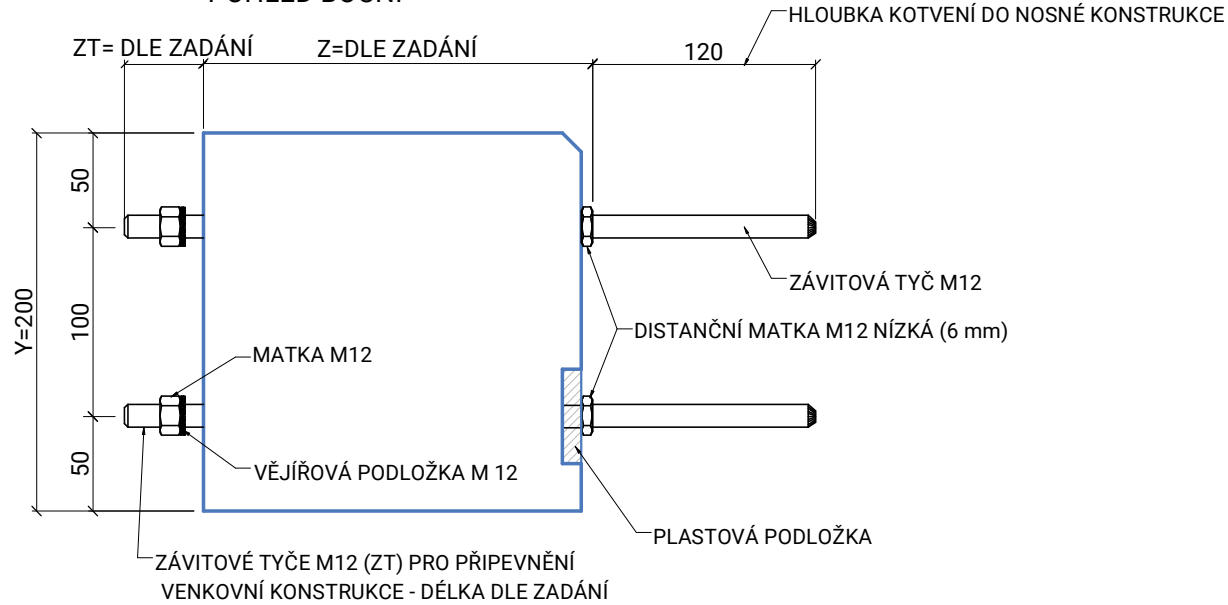 POHLED BOČNÍ
HLOUBKA KOTVENÍ DO NOSNÉ KONSTRUKCE
ZT= DLE ZADÁNÍ
Z=DLE ZADÁNÍ
120
50
100
50
Y=200
ZÁVITOVÁ TYČ M12
DISTANČNÍ MATKA M12 NÍZKÁ (6 mm)
MATKA M12
VĚJÍŘOVÁ PODLOŽKA M 12
PLASTOVÁ PODLOŽKA
ZÁVITOVÉ TYČE M12 (ZT) PRO PŘIPEVNĚNÍ
VENKOVNÍ KONSTRUKCE - DÉLKA DLE ZADÁNÍ